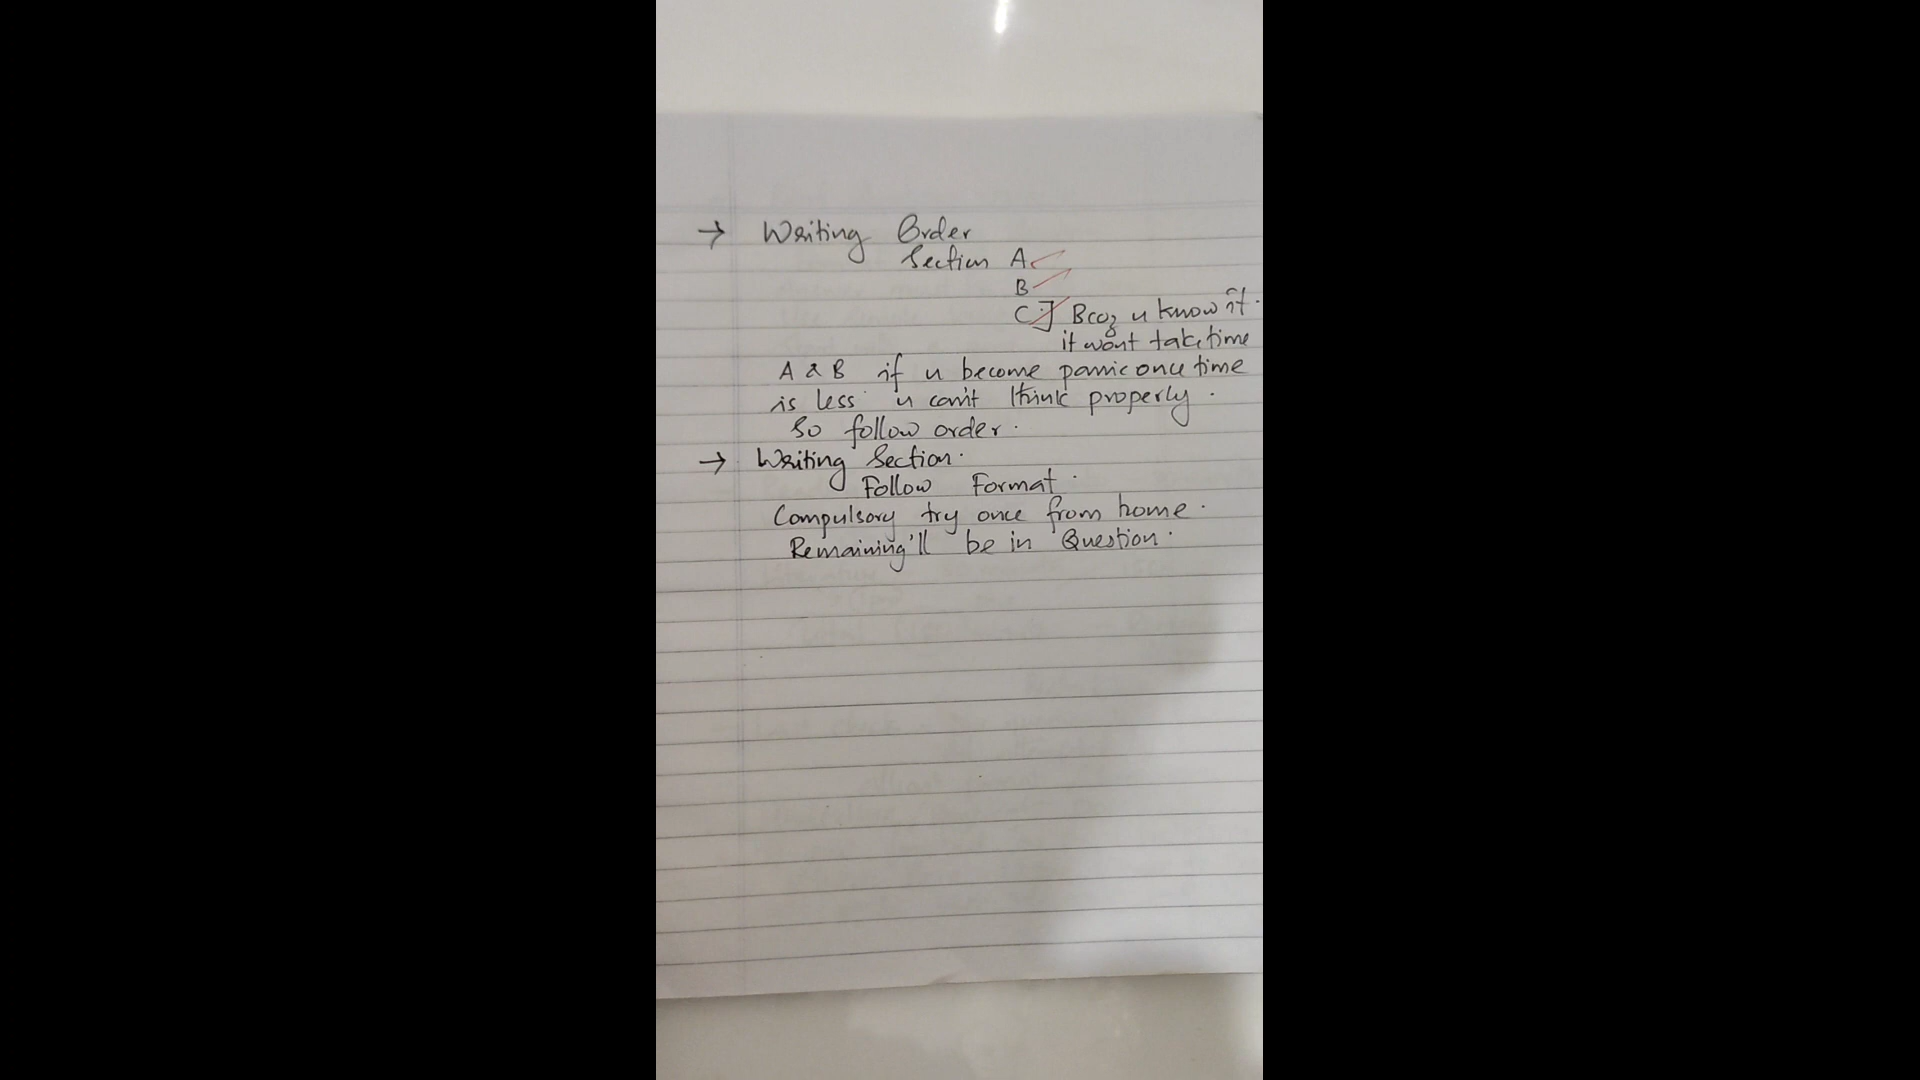 → Writing Order
Section A
B
C] Bcoz u know it.
it won't take time
A & B if u become panic once time
is less u can't think properly.
So follow order.
→ Writing Section.
Follow Format.
Compulsory try once from home.
Remaining'll be in Question.